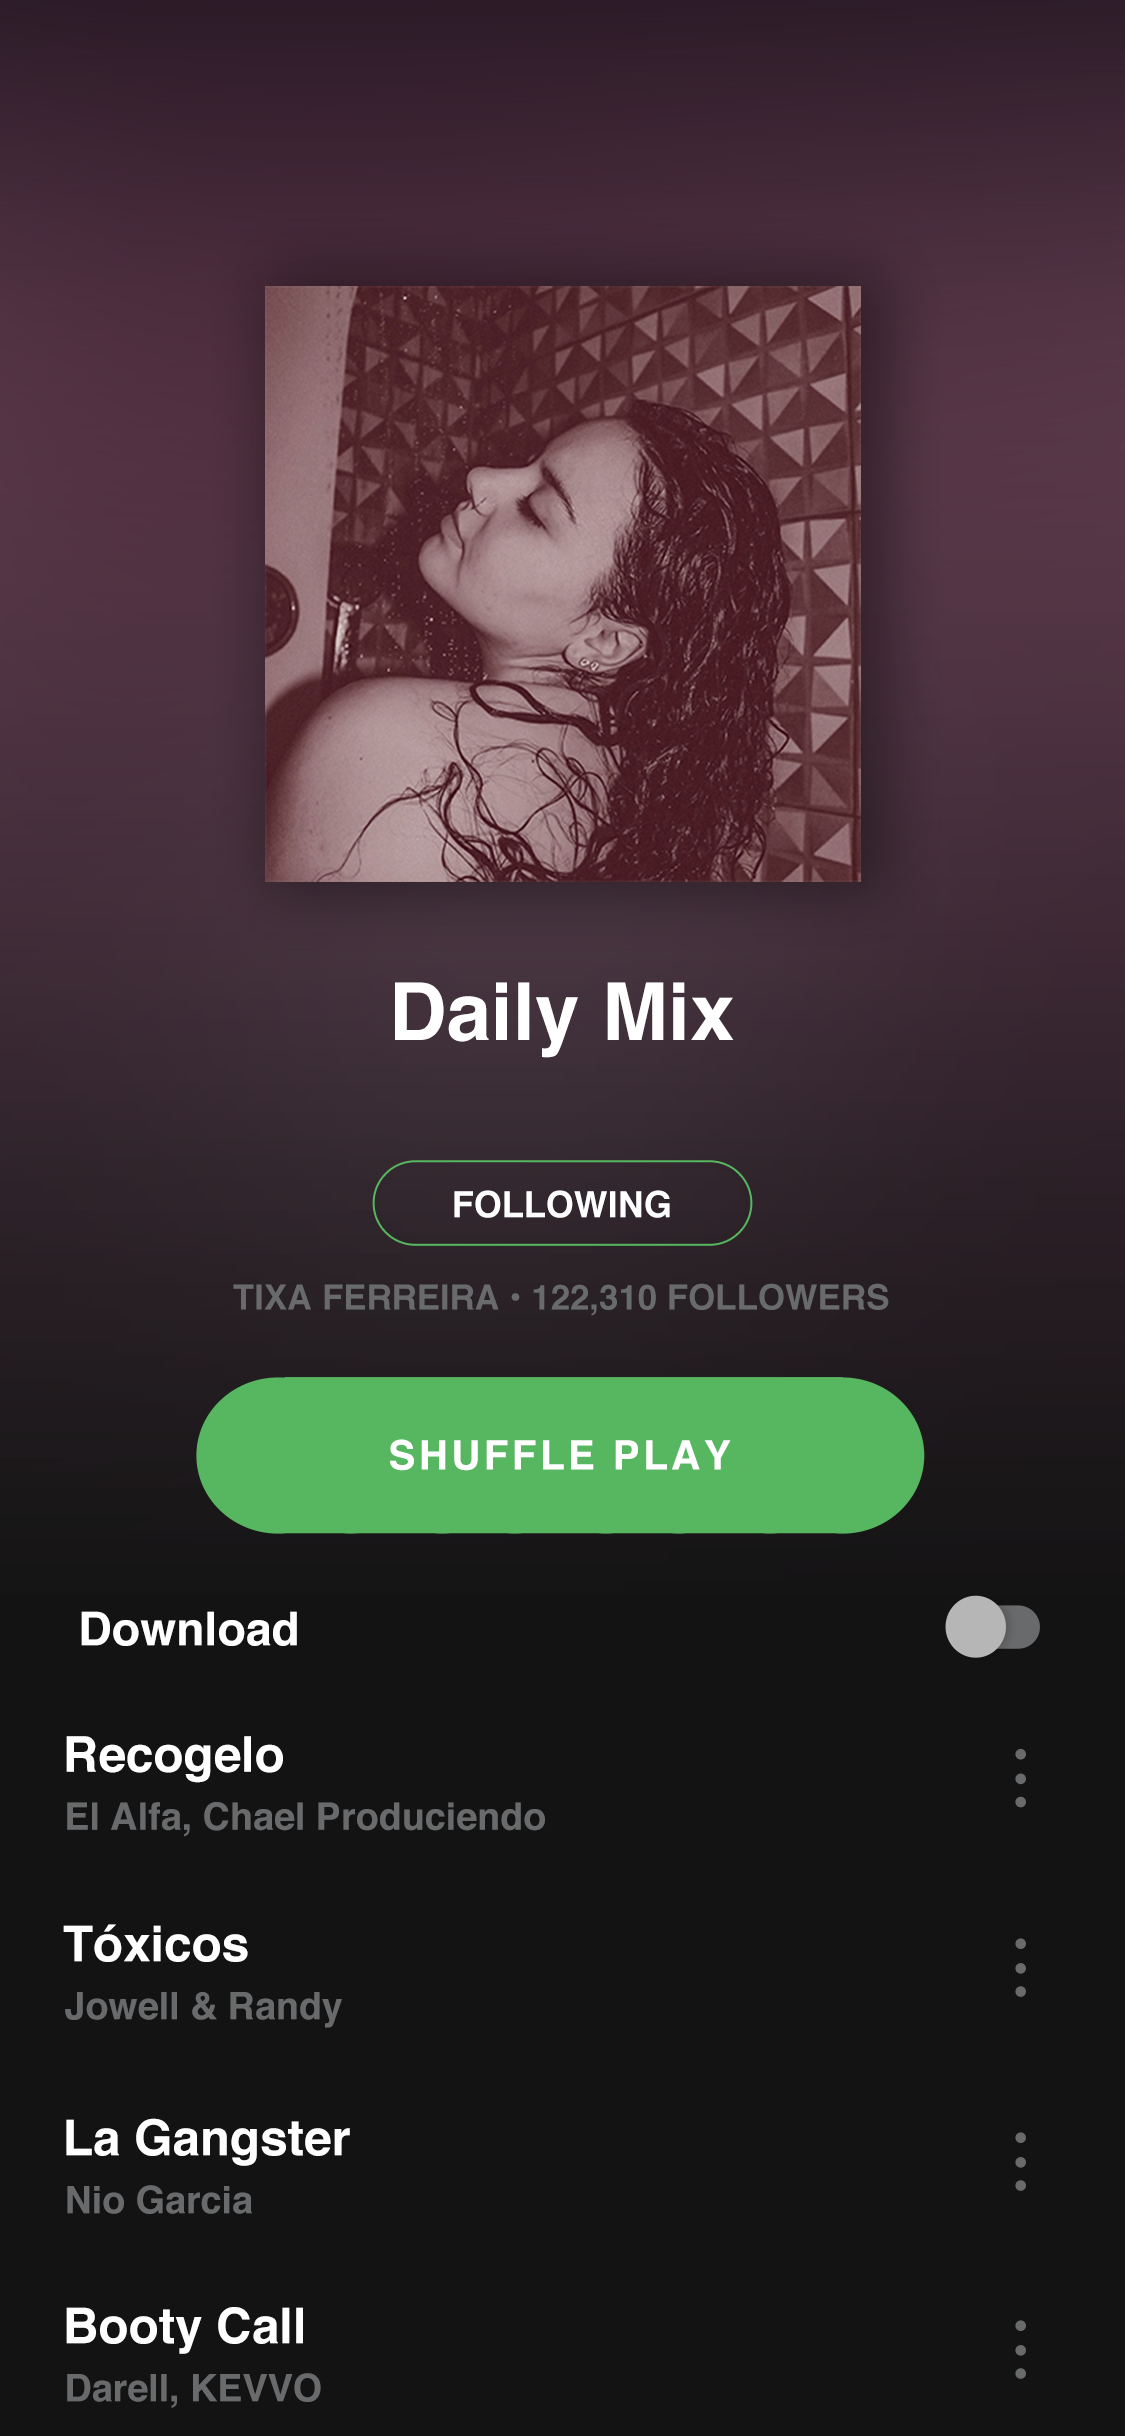 Daily Mix
FOLLOWING
TIXA FERREIRA • 122,310 FOLLOWERS
SHUFFLE PLAY
Download
Recogelo
El Alfa, Chael Produciendo
Tóxicos
Jowell & Randy
La Gangster
Nio Garcia
Booty Call
Darell, KEVVO